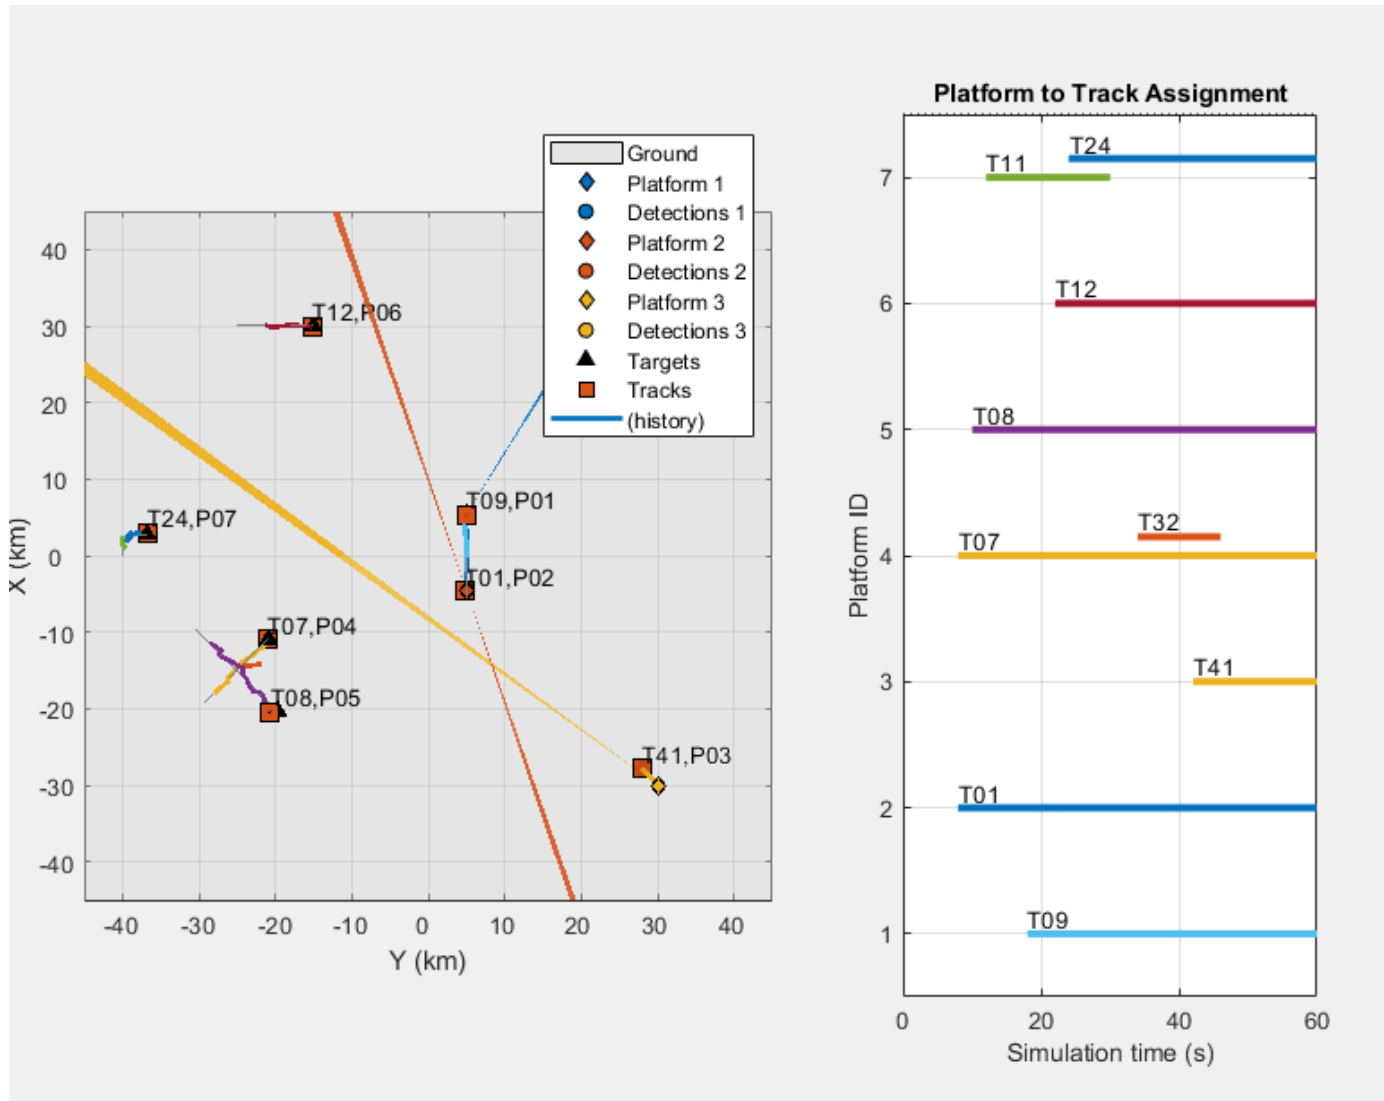 Ground
Platform 1
Detections 1
Platform 2
Detections 2
Platform 3
Detections 3
Targets
Tracks
(history)
T12,P06
T09,P01
T24,P07
T01,P02
T07,P04
T08,P05
T41,P03
40
30
20
10
0
-10
-20
-30
-40
X (km)
-40 -30 -20 -10 0 10 20 30 40
Y (km)
Platform to Track Assignment
T24
T11
T12
T08
T32
T07
T41
T01
T09
7
6
5
4
3
2
1
Platform ID
0 20 40 60
Simulation time (s)